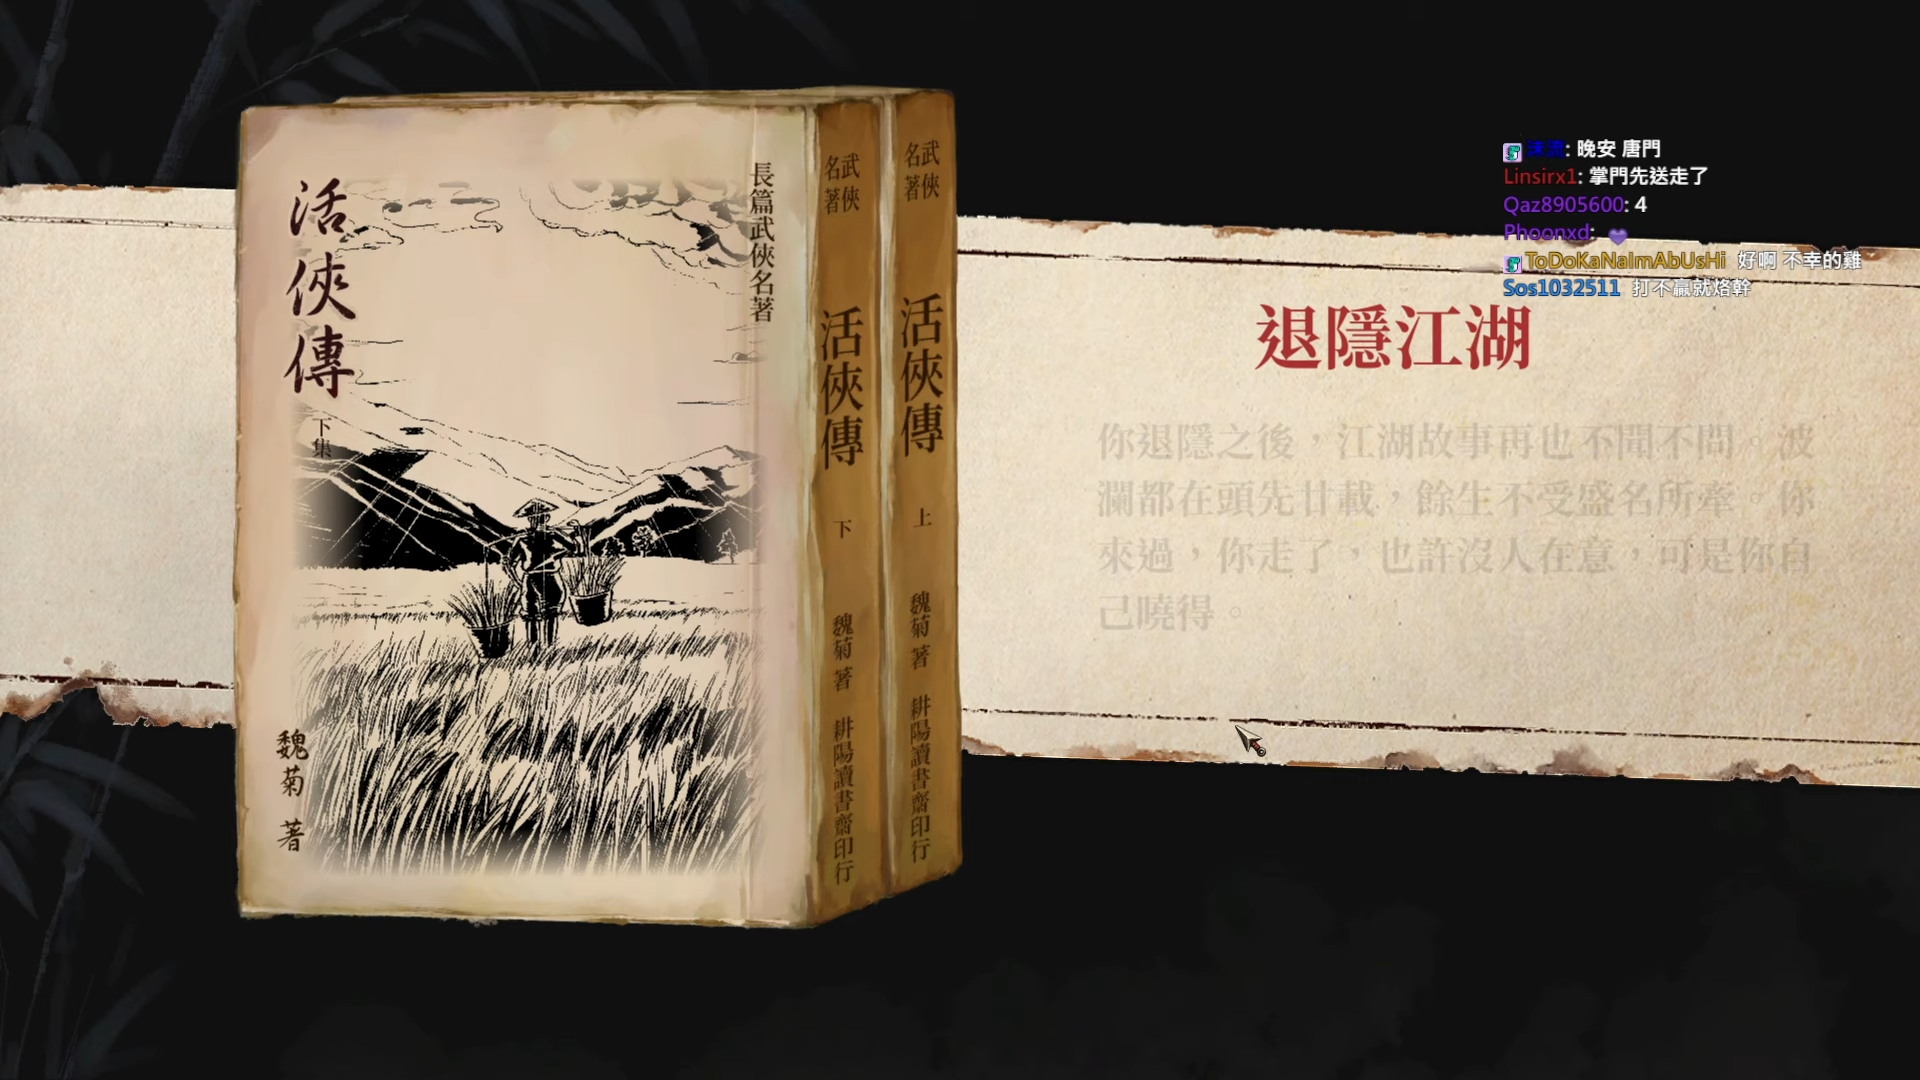 活俠傳
下集
長篇武俠名著
魏菊 著
武俠名著
活俠傳
下
魏菊 著
耕陽讀書齋印行
武俠名著
活俠傳
上
魏菊 著
耕陽讀書齋印行
退隱江湖
你退隱之後，江湖故事再也不聞不問。波
瀾都在頭先廿載，餘生不受盛名所牽。你
來過，你走了，也許沒人在意，可是你自
己曉得。
: 晚安 唐門
Linsirx1: 掌門先送走了
Qaz8905600: 4
Phoonxd:
ToDoKaNaImAbUsHi 好啊 不幸的雞
Sos1032511 打不贏就烙幹